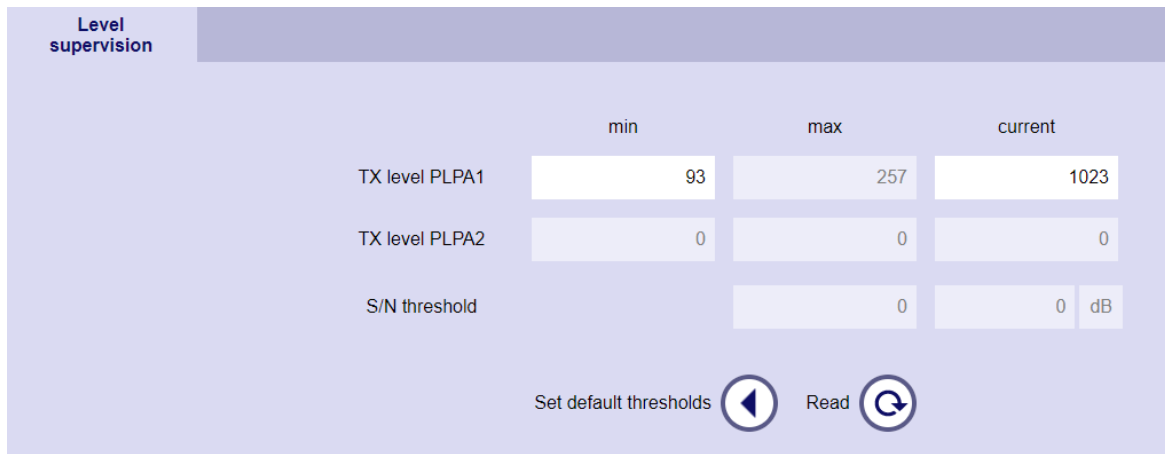 Level
supervision
min max current
TX level PLPA1 93 257 1023
TX level PLPA2 0 0 0
S/N threshold 0 0 dB
Set default thresholds Read